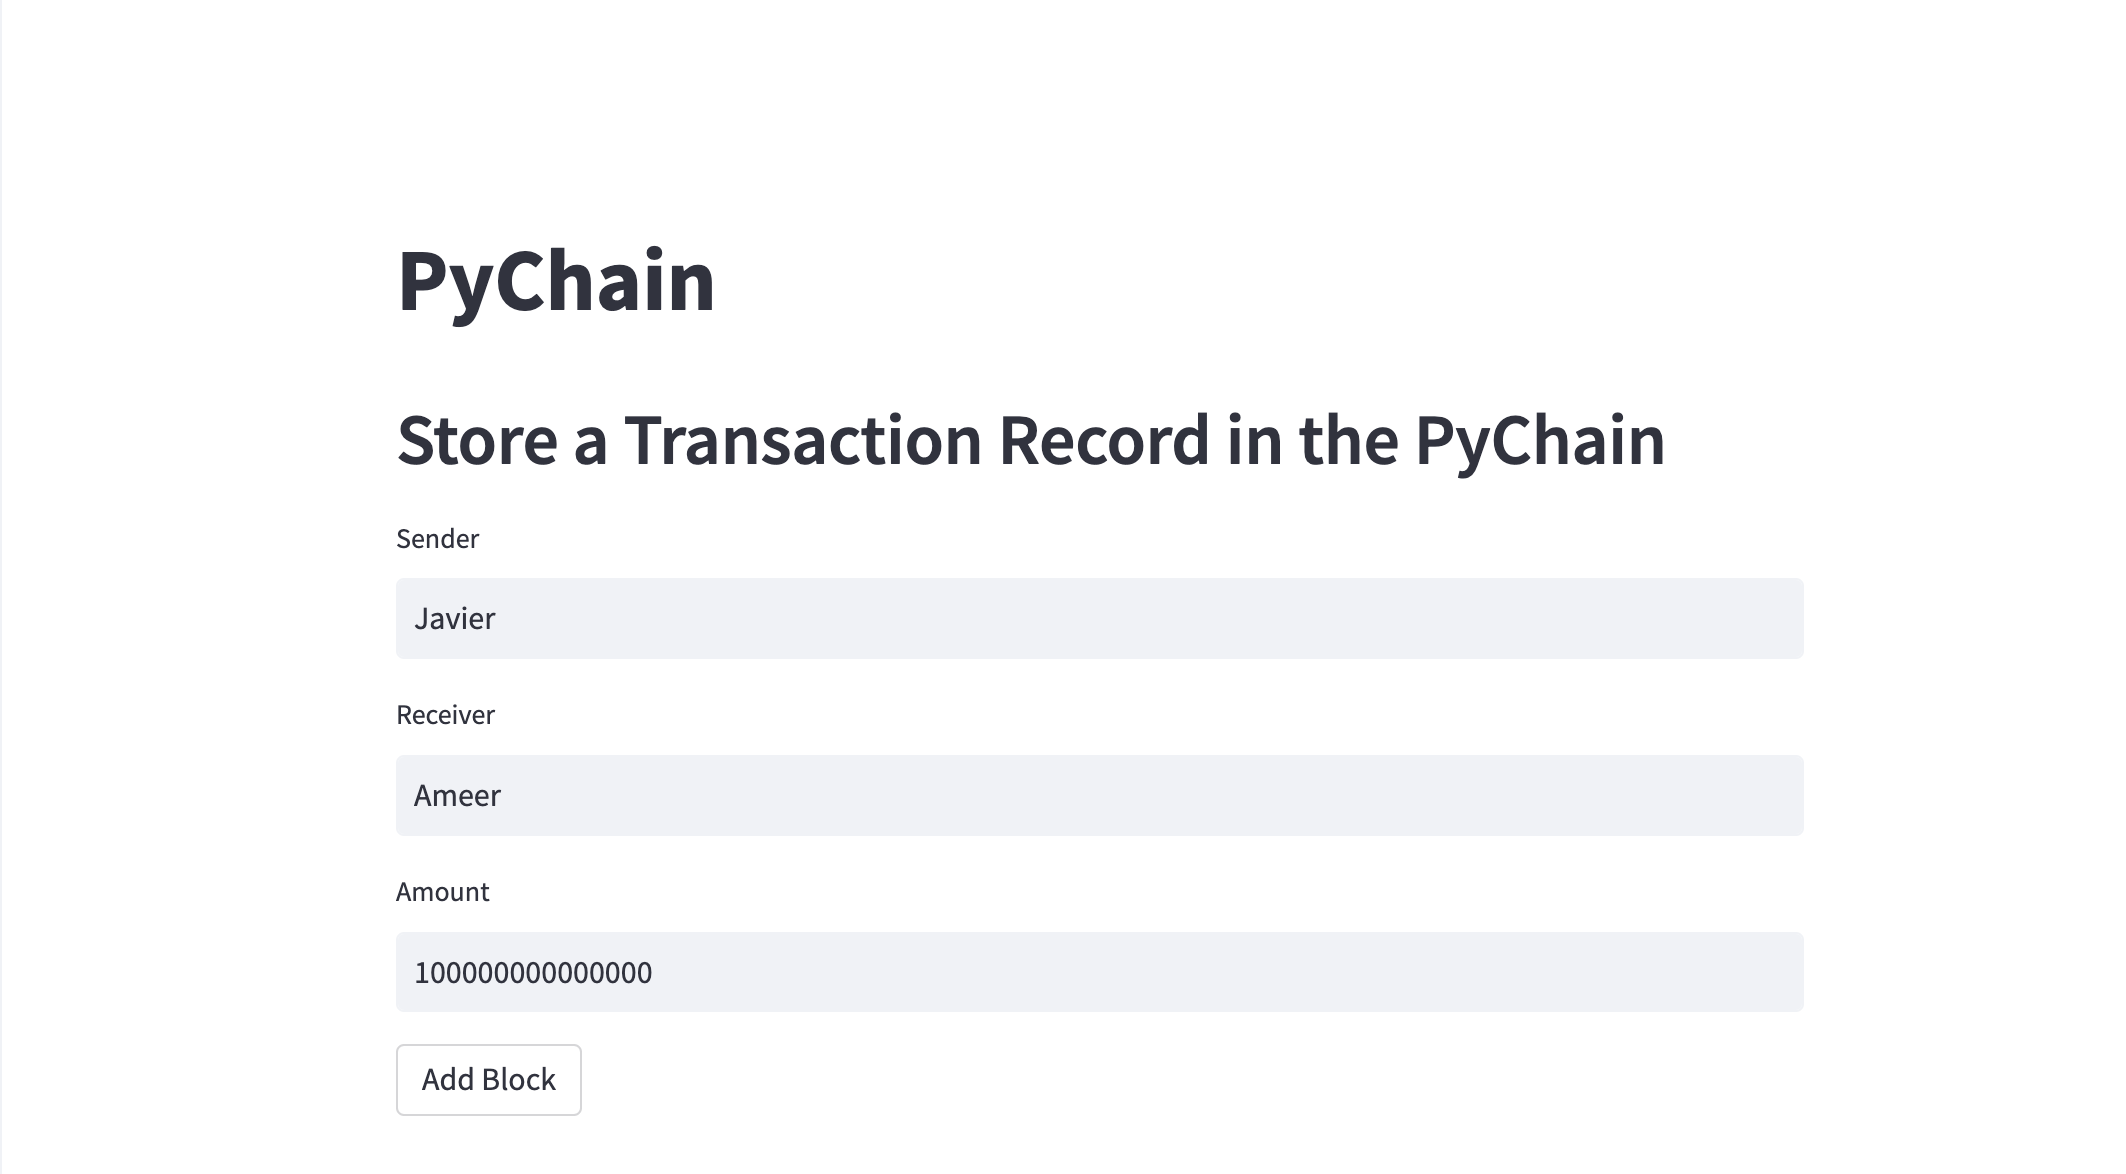 PyChain
Store a Transaction Record in the PyChain
Sender
Javier
Receiver
Ameer
Amount
100000000000000
Add Block